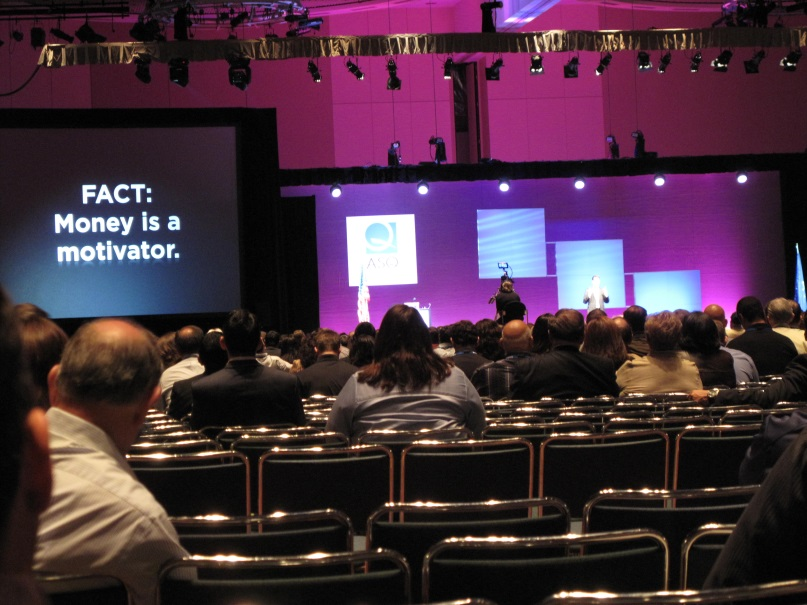 FACT:
Money is a
motivator.
ASQ